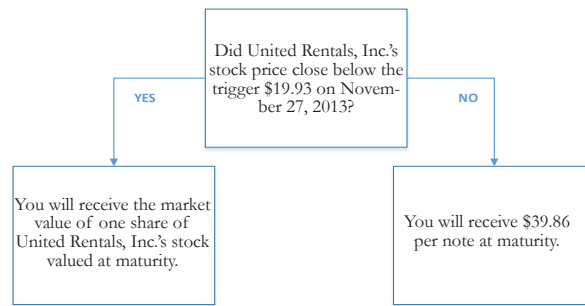 Did United Rentals, Inc.'s
stock price close below the
trigger $19.93 on Novem-
ber 27, 2013?
YES
NO
You will receive the market
value of one share of
United Rentals, Inc.'s stock
valued at maturity.
You will receive $39.86
per note at maturity.